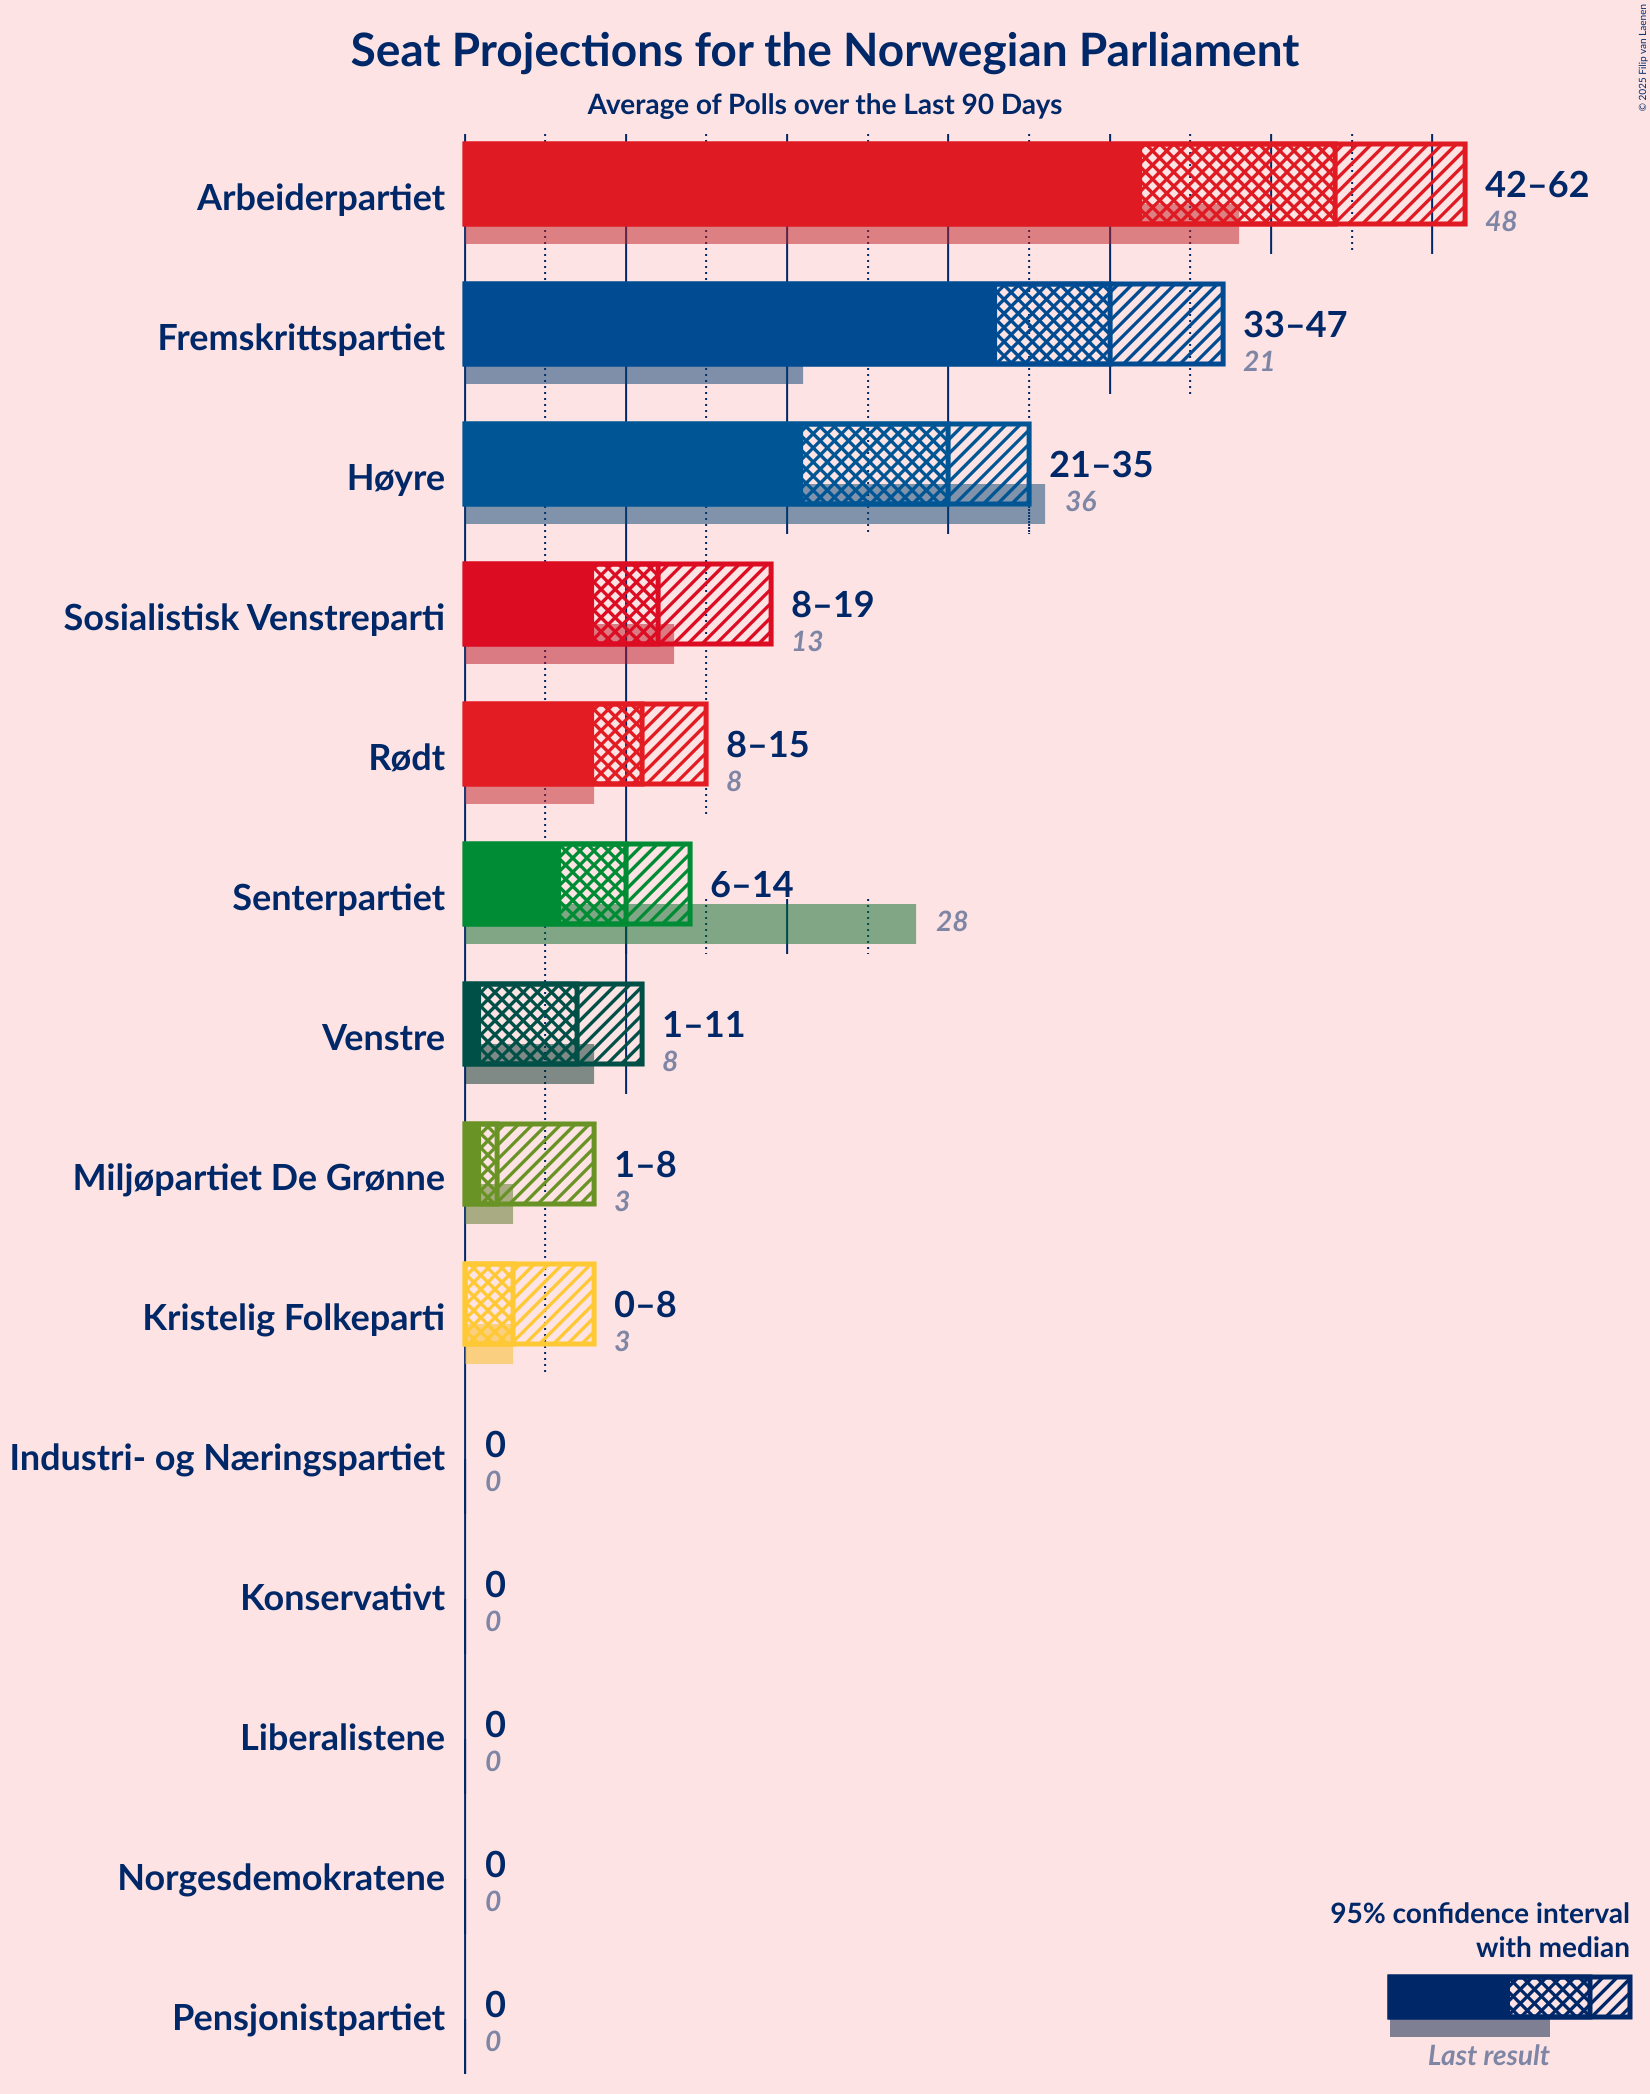 Seat Projections for the Norwegian Parliament
Average of Polls over the Last 90 Days
© 2025 Filip van Laenen
Arbeiderpartiet
42–62
48
Fremskrittspartiet
33–47
21
Høyre
21–35
36
Sosialistisk Venstreparti
8–19
13
Rødt
8–15
8
Senterpartiet
6–14
28
Venstre
1–11
8
Miljøpartiet De Grønne
1–8
3
Kristelig Folkeparti
0–8
3
Industri- og Næringspartiet
0
0
Konservativt
0
0
Liberalistene
0
0
Norgesdemokratene
0
0
Pensjonistpartiet
0
0
95% confidence interval
with median
Last result